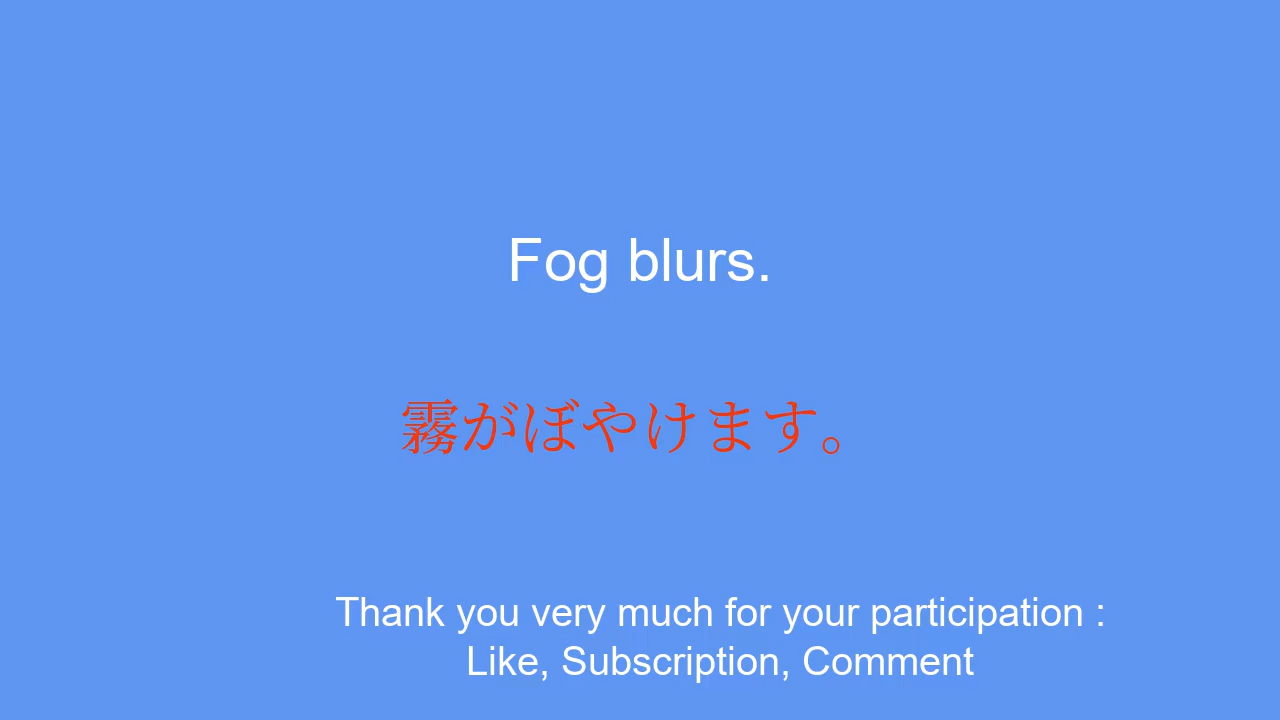 Fog blurs.
霧がぼやけます。
Thank you very much for your participation :
Like, Subscription, Comment